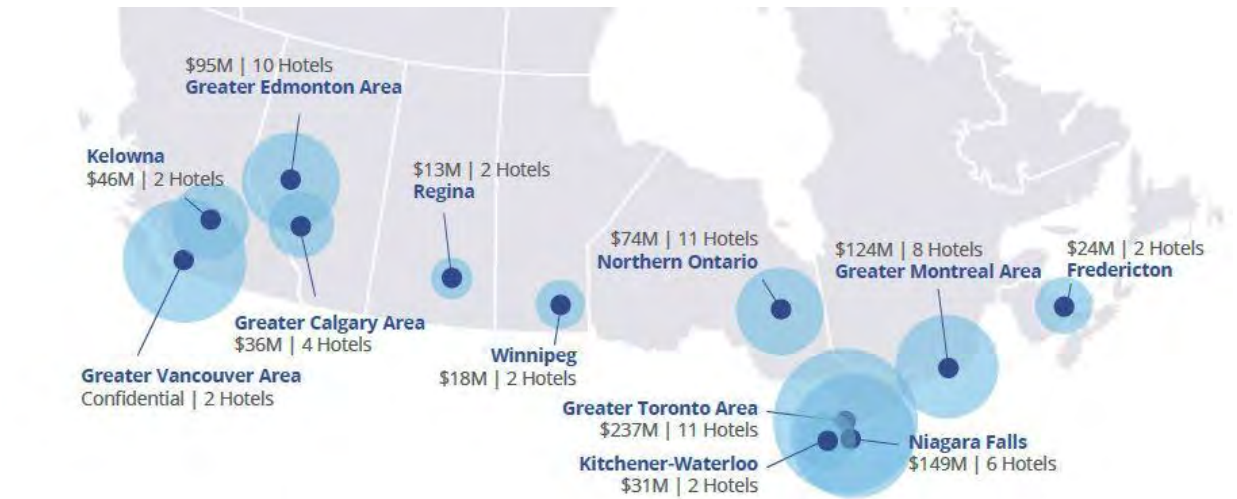 $95M | 10 Hotels
Greater Edmonton Area
Kelowna
$46M | 2 Hotels
$13M | 2 Hotels
Regina
$74M | 11 Hotels
Northern Ontario
$124M | 8 Hotels
Greater Montreal Area
$24M | 2 Hotels
Fredericton
Greater Calgary Area
$36M | 4 Hotels
Greater Vancouver Area
Confidential | 2 Hotels
Winnipeg
$18M | 2 Hotels
Greater Toronto Area
$237M | 11 Hotels
Niagara Falls
$149M | 6 Hotels
Kitchener-Waterloo
$31M | 2 Hotels